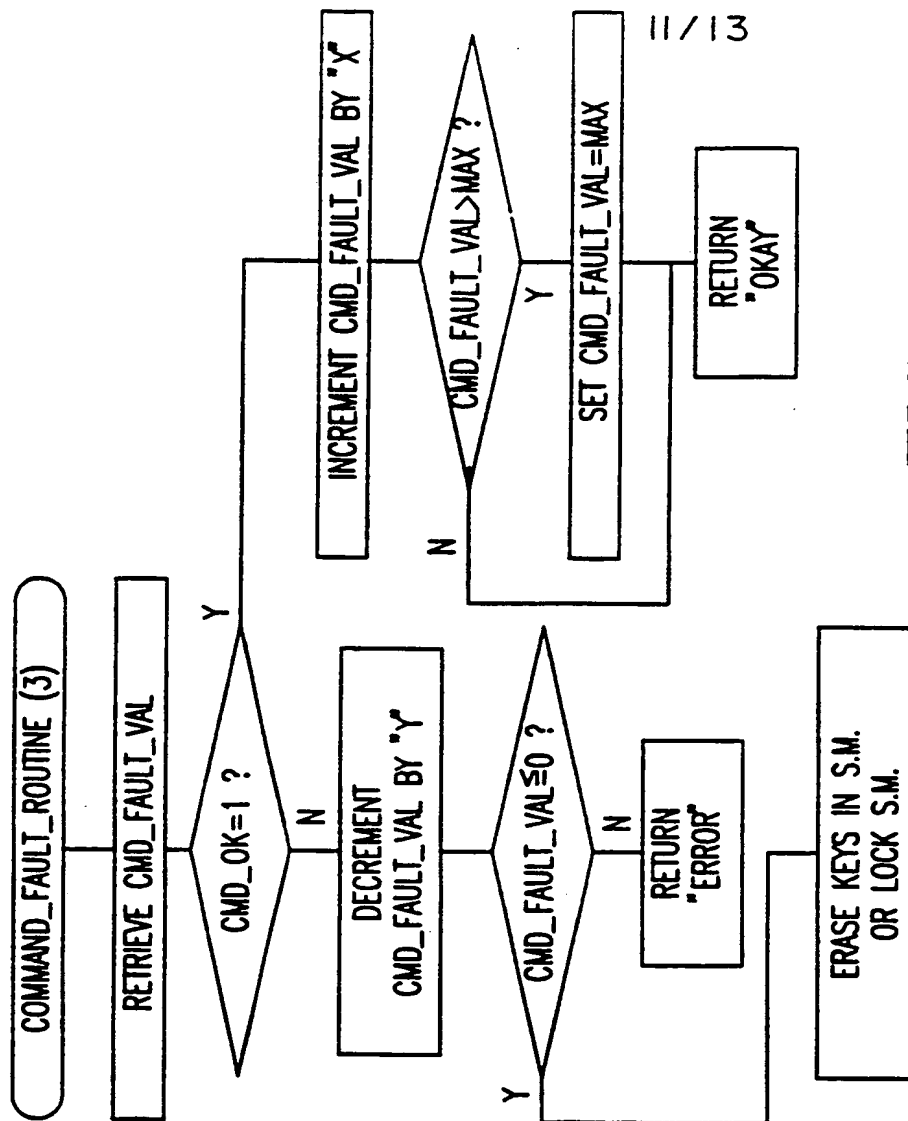 11/13
COMMAND_FAULT_ROUTINE (3)
RETRIEVE CMD_FAULT_VAL
CMD_OK=1 ?
Y
N
DECREMENT
CMD_FAULT_VAL BY "Y"
CMD_FAULT_VAL≦0 ?
Y
N
RETURN
"ERROR"
ERASE KEYS IN S.M.
OR LOCK S.M.
INCREMENT CMD_FAULT_VAL BY "X"
CMD_FAULT_VAL>MAX ?
N
Y
SET CMD_FAULT_VAL=MAX
RETURN
"OKAY"